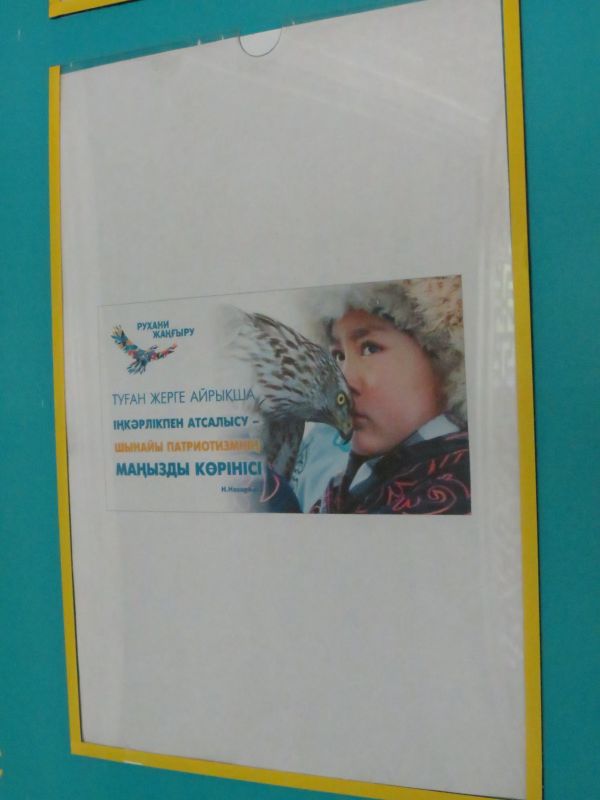 РУХАНИ
ЖАҢҒЫРУ
ТУҒАН ЖЕРГЕ АЙРЫҚША
ІҢКӘРЛІКПЕН АТСАЛЫСУ –
ШЫНАЙЫ ПАТРИОТИЗМНІҢ
МАҢЫЗДЫ КӨРІНІСІ